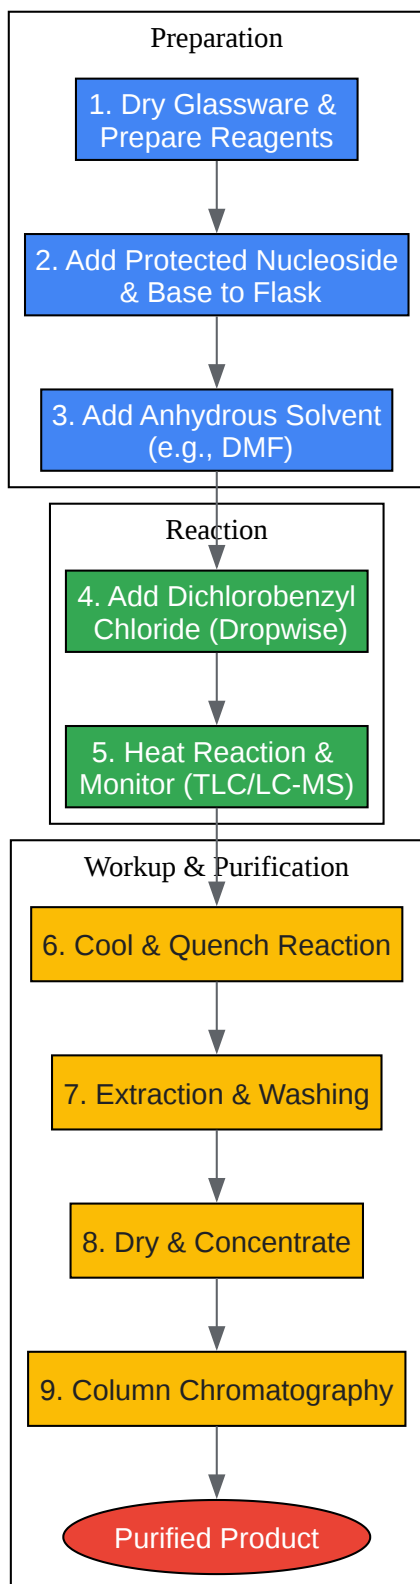 Preparation
1. Dry Glassware &
Prepare Reagents
2. Add Protected Nucleoside
& Base to Flask
3. Add Anhydrous Solvent
(e.g., DMF)
Reaction
4. Add Dichlorobenzyl
Chloride (Dropwise)
5. Heat Reaction &
Monitor (TLC/LC-MS)
Workup & Purification
6. Cool & Quench Reaction
7. Extraction & Washing
8. Dry & Concentrate
9. Column Chromatography
Purified Product